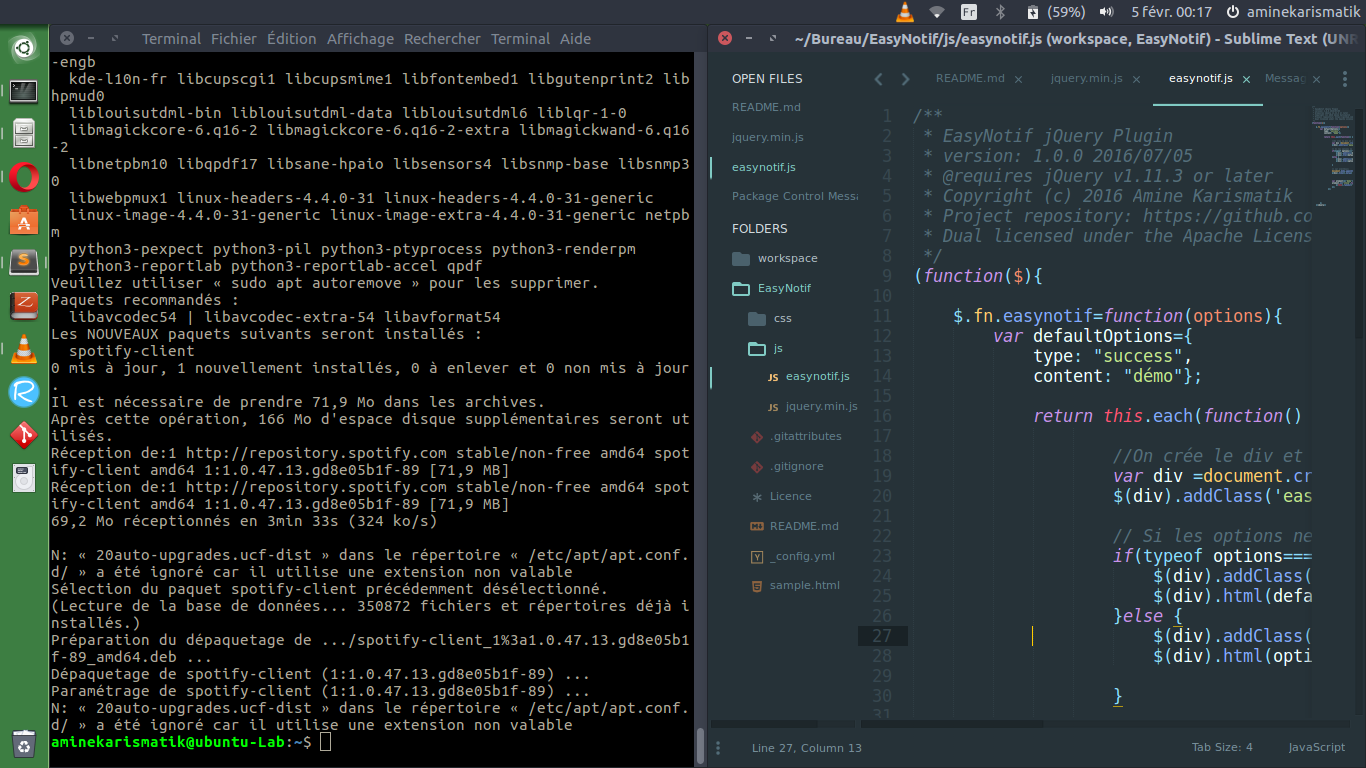 Fr
(59%)
5 févr. 00:17
aminekarismatik
Terminal Fichier Édition Affichage Rechercher Terminal Aide
-engb
kde-l10n-fr libcupscgi1 libcupsmime1 libfontembed1 libgutenprint2 lib
hpmud0
liblouisutdml-bin liblouisutdml-data liblouisutdml6 liblqr-1-0
libmagickcore-6.q16-2 libmagickcore-6.q16-2-extra libmagickwand-6.q16
-2
libnetpbm10 libqpdf17 libsane-hpaio libsensors4 libsnmp-base libsnmp3
0
libwebpmux1 linux-headers-4.4.0-31 linux-headers-4.4.0-31-generic
linux-image-4.4.0-31-generic linux-image-extra-4.4.0-31-generic netpb
m
python3-pexpect python3-pil python3-ptyprocess python3-renderpm
python3-reportlab python3-reportlab-accel qpdf
Veuillez utiliser « sudo apt autoremove » pour les supprimer.
Paquets recommandés :
libavcodec54 | libavcodec-extra-54 libavformat54
Les NOUVEAUX paquets suivants seront installés :
spotify-client
0 mis à jour, 1 nouvellement installés, 0 à enlever et 0 non mis à jour
.
Il est nécessaire de prendre 71,9 Mo dans les archives.
Après cette opération, 166 Mo d'espace disque supplémentaires seront ut
ilisés.
Réception de:1 http://repository.spotify.com stable/non-free amd64 spot
ify-client amd64 1:1.0.47.13.gd8e05b1f-89 [71,9 MB]
Réception de:1 http://repository.spotify.com stable/non-free amd64 spot
ify-client amd64 1:1.0.47.13.gd8e05b1f-89 [71,9 MB]
69,2 Mo réceptionnés en 3min 33s (324 ko/s)
N: « 20auto-upgrades.ucf-dist » dans le répertoire « /etc/apt/apt.conf.
d/ » a été ignoré car il utilise une extension non valable
Sélection du paquet spotify-client précédemment désélectionné.
(Lecture de la base de données... 350872 fichiers et répertoires déjà i
nstallés.)
Préparation du dépaquetage de .../spotify-client_1%3a1.0.47.13.gd8e05b1
f-89_amd64.deb ...
Dépaquetage de spotify-client (1:1.0.47.13.gd8e05b1f-89) ...
Paramétrage de spotify-client (1:1.0.47.13.gd8e05b1f-89) ...
N: « 20auto-upgrades.ucf-dist » dans le répertoire « /etc/apt/apt.conf.
d/ » a été ignoré car il utilise une extension non valable
aminekarismatik@ubuntu-Lab:~$
~/Bureau/EasyNotif/js/easynotif.js (workspace, EasyNotif) - Sublime Text (UNR
OPEN FILES
README.md
jquery.min.js
easynotif.js
Package Control Messa
FOLDERS
workspace
EasyNotif
css
js
JS easynotif.js
JS jquery.min.js
.gitattributes
.gitignore
Licence
README.md
_config.yml
sample.html
README.md jquery.min.js easynotif.js Messag
1 /**
2 * EasyNotif jQuery Plugin
3 * version: 1.0.0 2016/07/05
4 * @requires jQuery v1.11.3 or later
5 * Copyright (c) 2016 Amine Karismatik
6 * Project repository: https://github.co
7 * Dual licensed under the Apache Licens
8 */
9 (function($){
10
11 $.fn.easynotif=function(options){
12 var defaultOptions={
13 type: "success",
14 content: "démo"};
15
16 return this.each(function()
17
18 //On crée le div et
19 var div =document.cr
20 $(div).addClass('eas
21
22 // Si options ne
23 if(typeof options===
24 $(div).addClass(
25 $(div).html(defa
26 }else {
27 $(div).addClass(
28 $(div).html(opti
29
30 }
31
Line 27, Column 13
Tab Size: 4
JavaScript